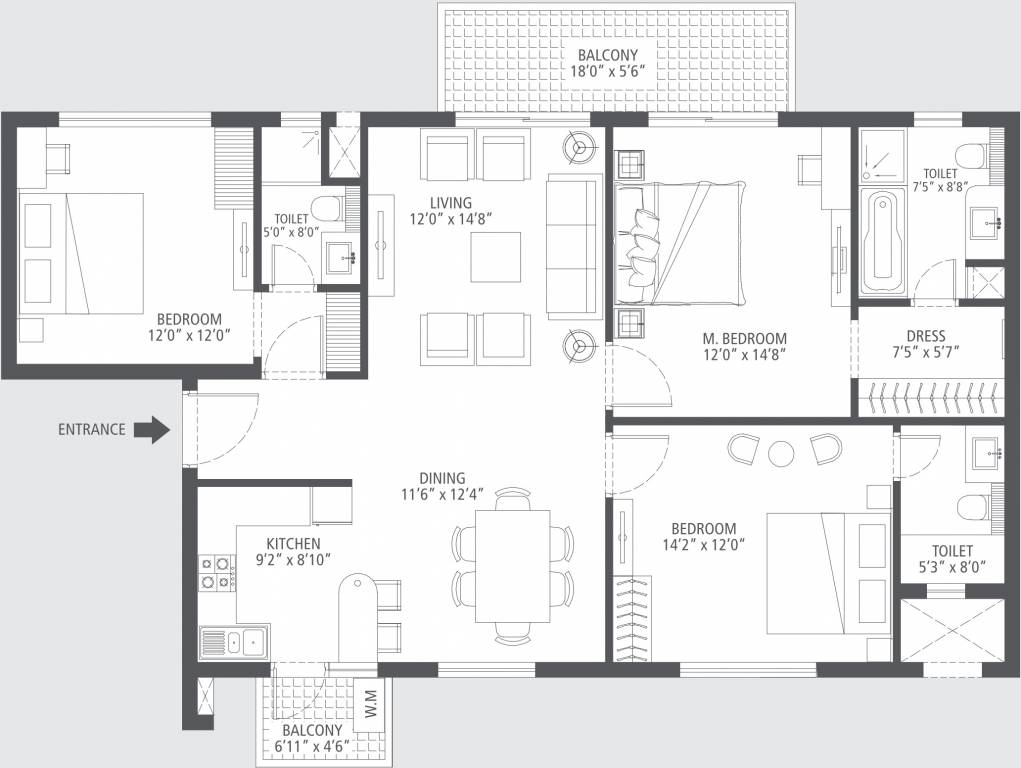 BALCONY
18'0" x 5'6"
LIVING
12'0" x 14'8"
TOILET
7'5" x 8'8"
TOILET
5'0" x 8'0"
BEDROOM
12'0" x 12'0"
M. BEDROOM
12'0" x 14'8"
DRESS
7'5" x 5'7"
ENTRANCE
DINING
11'6" x 12'4"
BEDROOM
14'2" x 12'0"
KITCHEN
9'2" x 8'10"
TOILET
5'3" x 8'0"
W.M
BALCONY
6'11" x 4'6"